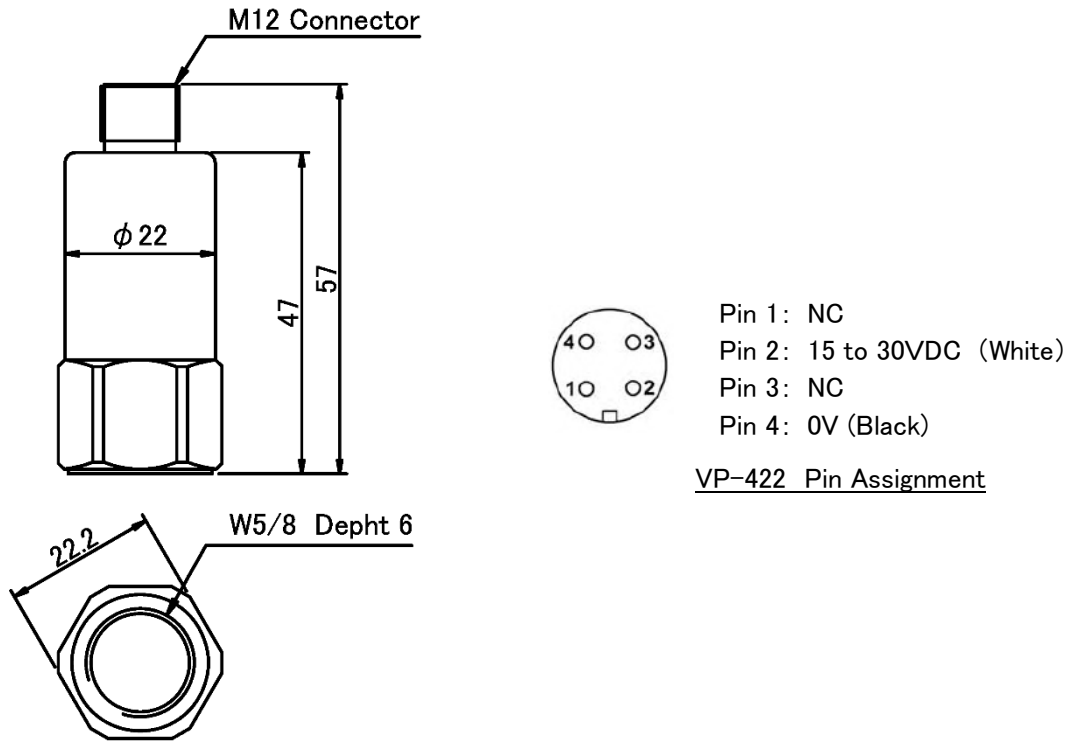 M12 Connector
φ22
47
57
4
3
1
2
Pin 1: NC
Pin 2: 15 to 30VDC (White)
Pin 3: NC
Pin 4: 0V (Black)
VP-422 Pin Assignment
22.2
W5/8 Depht 6